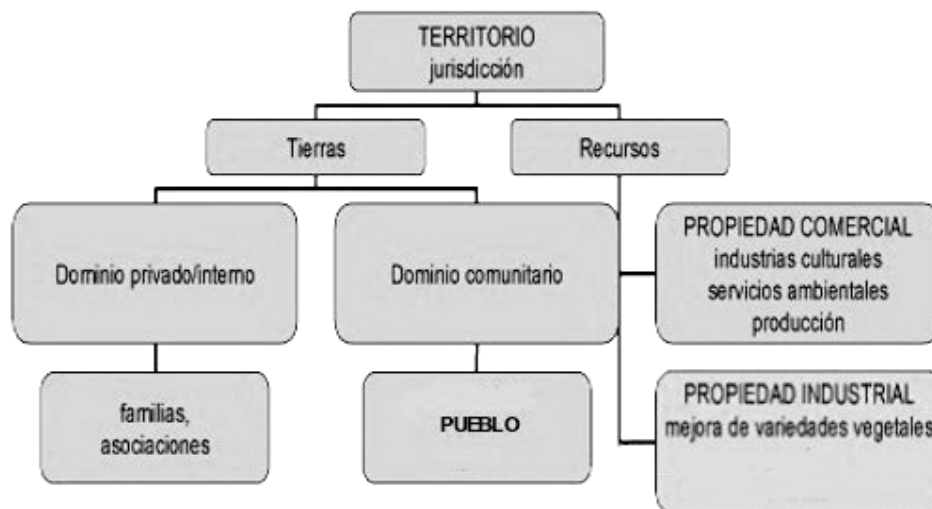 TERRITORIO
jurisdicción
Tierras
Recursos
Dominio privado/interno
Dominio comunitario
PROPIEDAD COMERCIAL
industrias culturales
servicios ambientales
producción
familias,
asociaciones
PUEBLO
PROPIEDAD INDUSTRIAL
mejora de variedades vegetales